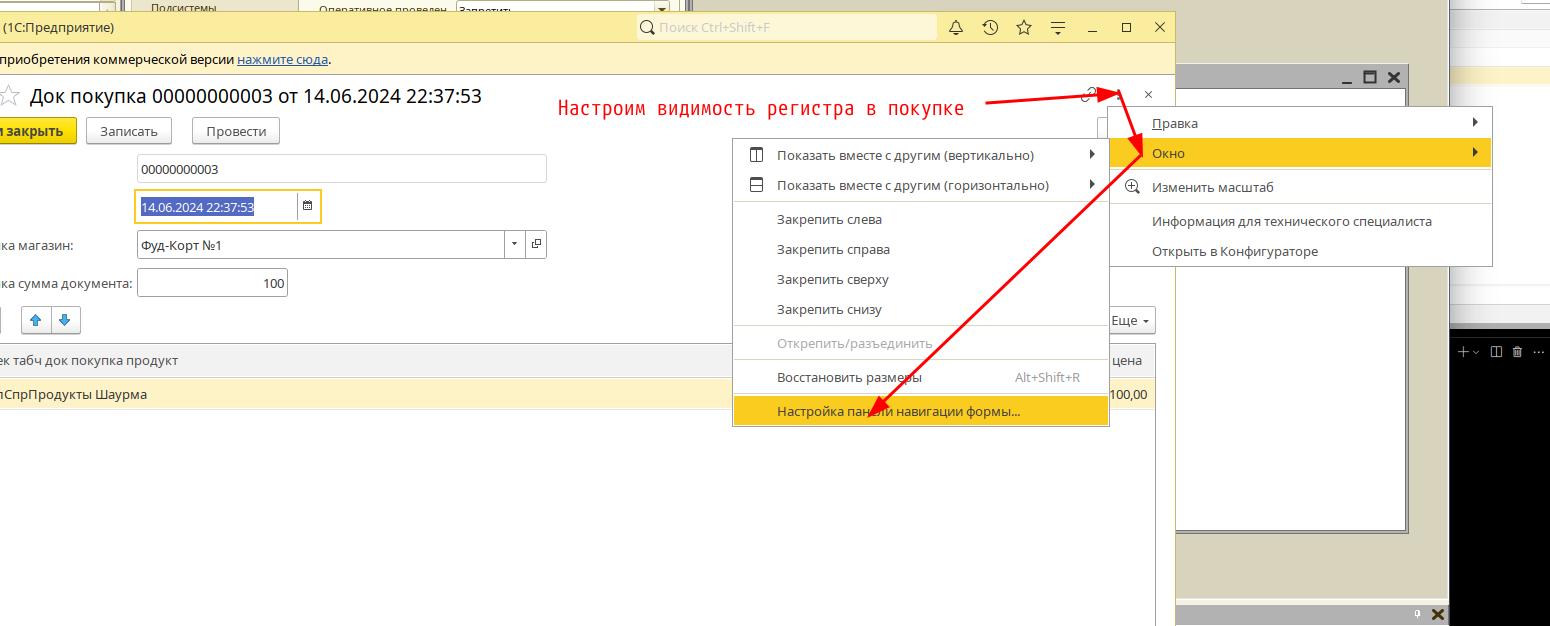 Подсистемы
Оперативное проведен
Запретить
(1С:Предприятие)
Поиск Ctrl+Shift+F
приобретения коммерческой версии нажмите сюда.
Док покупка 00000000003 от 14.06.2024 22:37:53
Настроим видимость регистра в покупке
и закрыть
Записать
Провести
Правка
Окно
Изменить масштаб
Информация для технического специалиста
Открыть в Конфигураторе
Показать вместе с другим (вертикально)
Показать вместе с другим (горизонтально)
Закрепить слева
Закрепить справа
Закрепить сверху
Закрепить снизу
Открепить/разъединить
Восстановить размеры Alt+Shift+R
Настройка панели навигации формы...
00000000003
14.06.2024 22:37:53
ка магазин:
Фуд-Корт №1
ка сумма документа:
100
Еще
ек табч док покупка продукт
цена
лСпрПродукты Шаурма
100,00